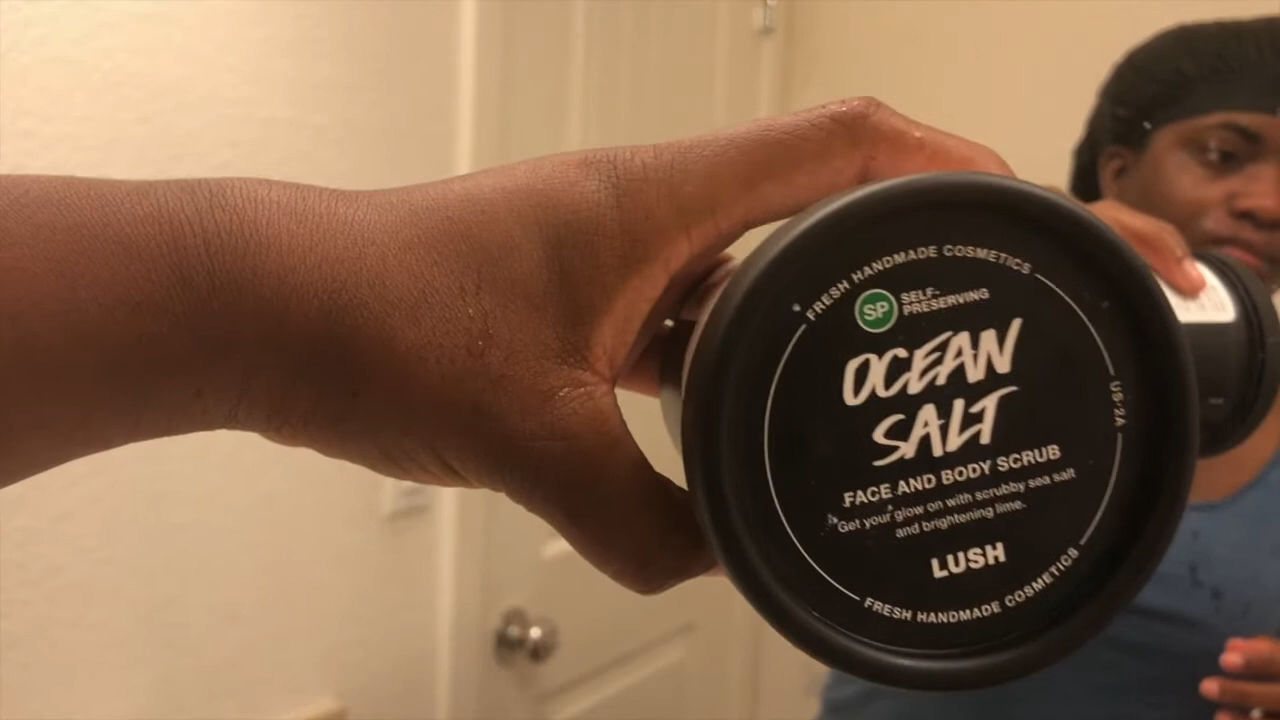 FRESH HANDMADE COSMETICS
SP
SELF-
PRESERVING
OCEAN
SALT
FACE AND BODY SCRUB
Get your glow on with scrubby sea salt
and brightening lime.
LUSH
US-2A
FRESH HANDMADE COSMETICS